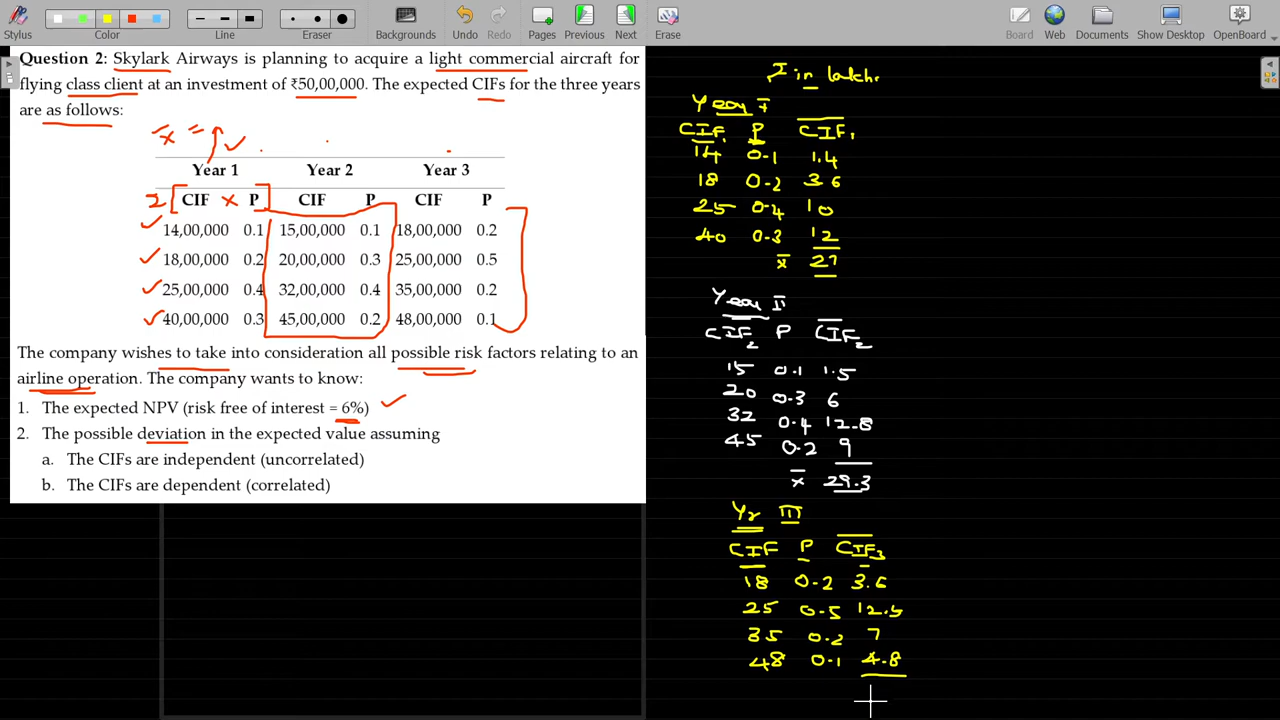 Stylus Color Line Eraser Backgrounds Undo Redo Pages Previous Next Erase Board Web Documents Show Desktop OpenBoard
Question 2: Skylark Airways is planning to acquire a light commercial aircraft for
flying class client at an investment of ₹50,00,000. The expected CIFs for the three years
are as follows:
x̄ =
Year 1 Year 2 Year 3
Σ [CIF × P] CIF P CIF P
14,00,000 0.1 15,00,000 0.1 18,00,000 0.2
18,00,000 0.2 20,00,000 0.3 25,00,000 0.5
25,00,000 0.4 32,00,000 0.4 35,00,000 0.2
40,00,000 0.3 45,00,000 0.2 48,00,000 0.1
The company wishes to take into consideration all possible risk factors relating to an
airline operation. The company wants to know:
1. The expected NPV (risk free of interest = 6%)
2. The possible deviation in the expected value assuming
a. The CIFs are independent (uncorrelated)
b. The CIFs are dependent (correlated)
I in lakhs
Year I
CIF₁ P CIF₁
14 0.1 1.4
18 0.2 3.6
25 0.4 10
40 0.3 12
x̄ 27
Year II
CIF₂ P CIF₂
15 0.1 1.5
20 0.3 6
32 0.4 12.8
45 0.2 9
x̄ 29.3
Yr III
CIF P CIF₃
18 0.2 3.6
25 0.5 12.5
35 0.2 7
48 0.1 4.8